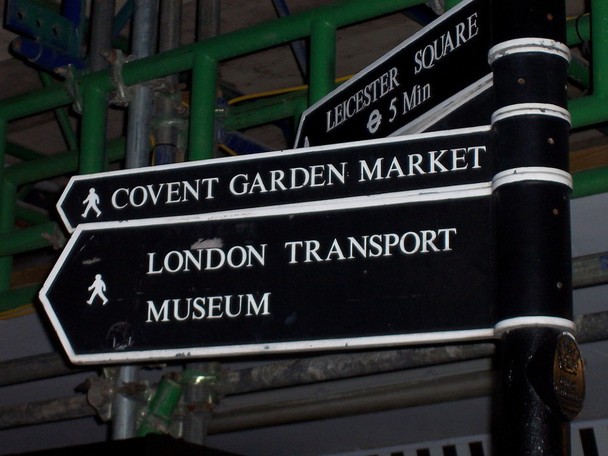 LEICESTER SQUARE
5 Min
COVENT GARDEN MARKET
LONDON TRANSPORT
MUSEUM